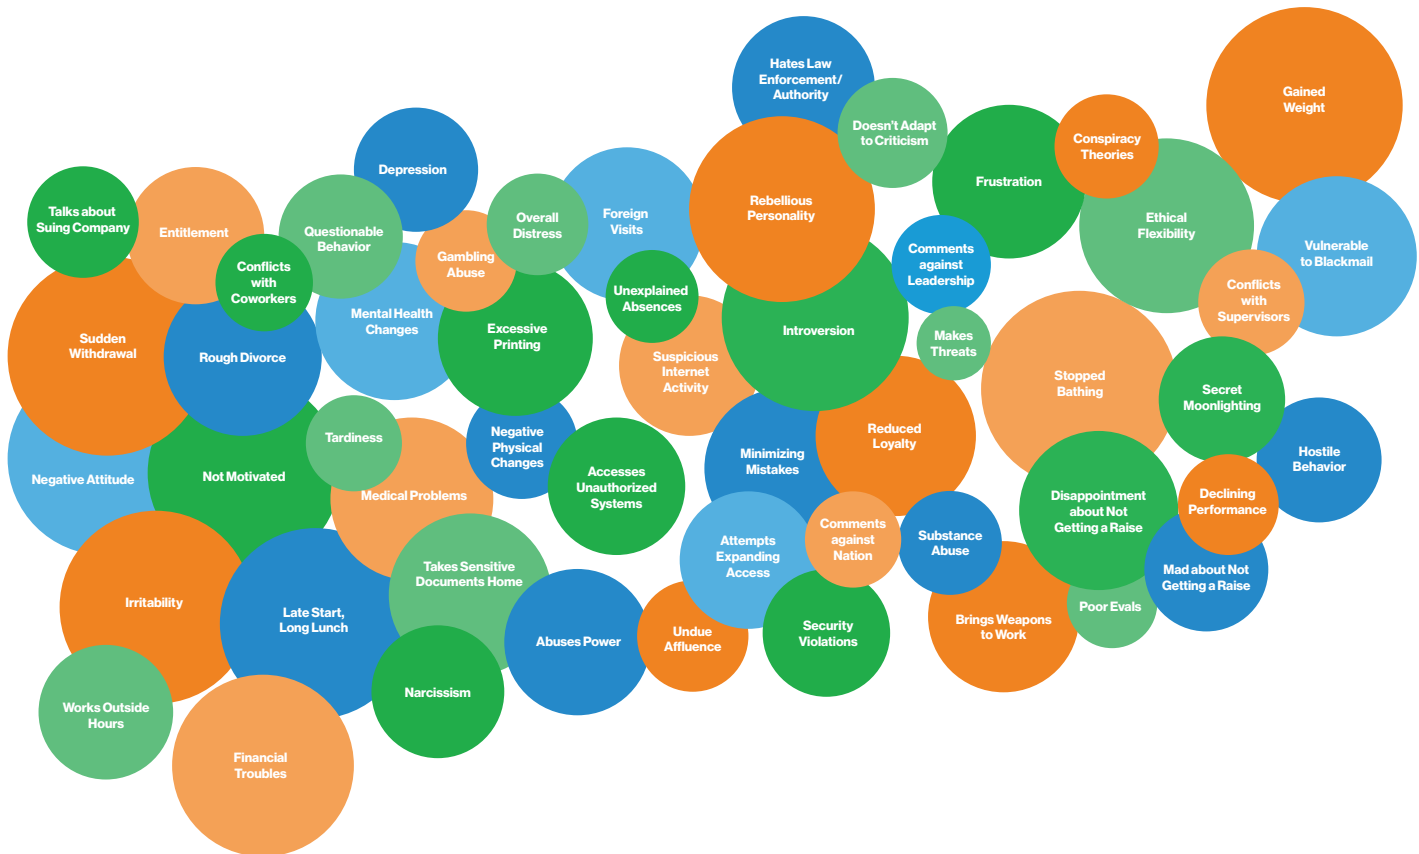 Hates Law
Enforcement/
Authority
Gained
Weight
Doesn't Adapt
to Criticism
Conspiracy
Theories
Depression
Frustration
Rebellious
Personality
Talks about
Suing Company
Entitlement
Questionable
Behavior
Overall
Distress
Foreign
Visits
Ethical
Flexibility
Vulnerable
to Blackmail
Conflicts
with
Coworkers
Gambling
Abuse
Comments
against
Leadership
Unexplained
Absences
Conflicts
with
Supervisors
Mental Health
Changes
Excessive
Printing
Introversion
Makes
Threats
Sudden
Withdrawal
Rough Divorce
Suspicious
Internet
Activity
Stopped
Bathing
Secret
Moonlighting
Tardiness
Negative
Physical
Changes
Reduced
Loyalty
Minimizing
Mistakes
Hostile
Behavior
Negative Attitude
Not Motivated
Medical Problems
Accesses
Unauthorized
Systems
Disappointment
about Not
Getting a Raise
Declining
Performance
Attempts
Expanding
Access
Comments
against
Nation
Substance
Abuse
Takes Sensitive
Documents Home
Mad about Not
Getting a Raise
Irritability
Late Start,
Long Lunch
Abuses Power
Undue
Affluence
Security
Violations
Brings Weapons
to Work
Poor Evals
Narcissism
Works Outside
Hours
Financial
Troubles